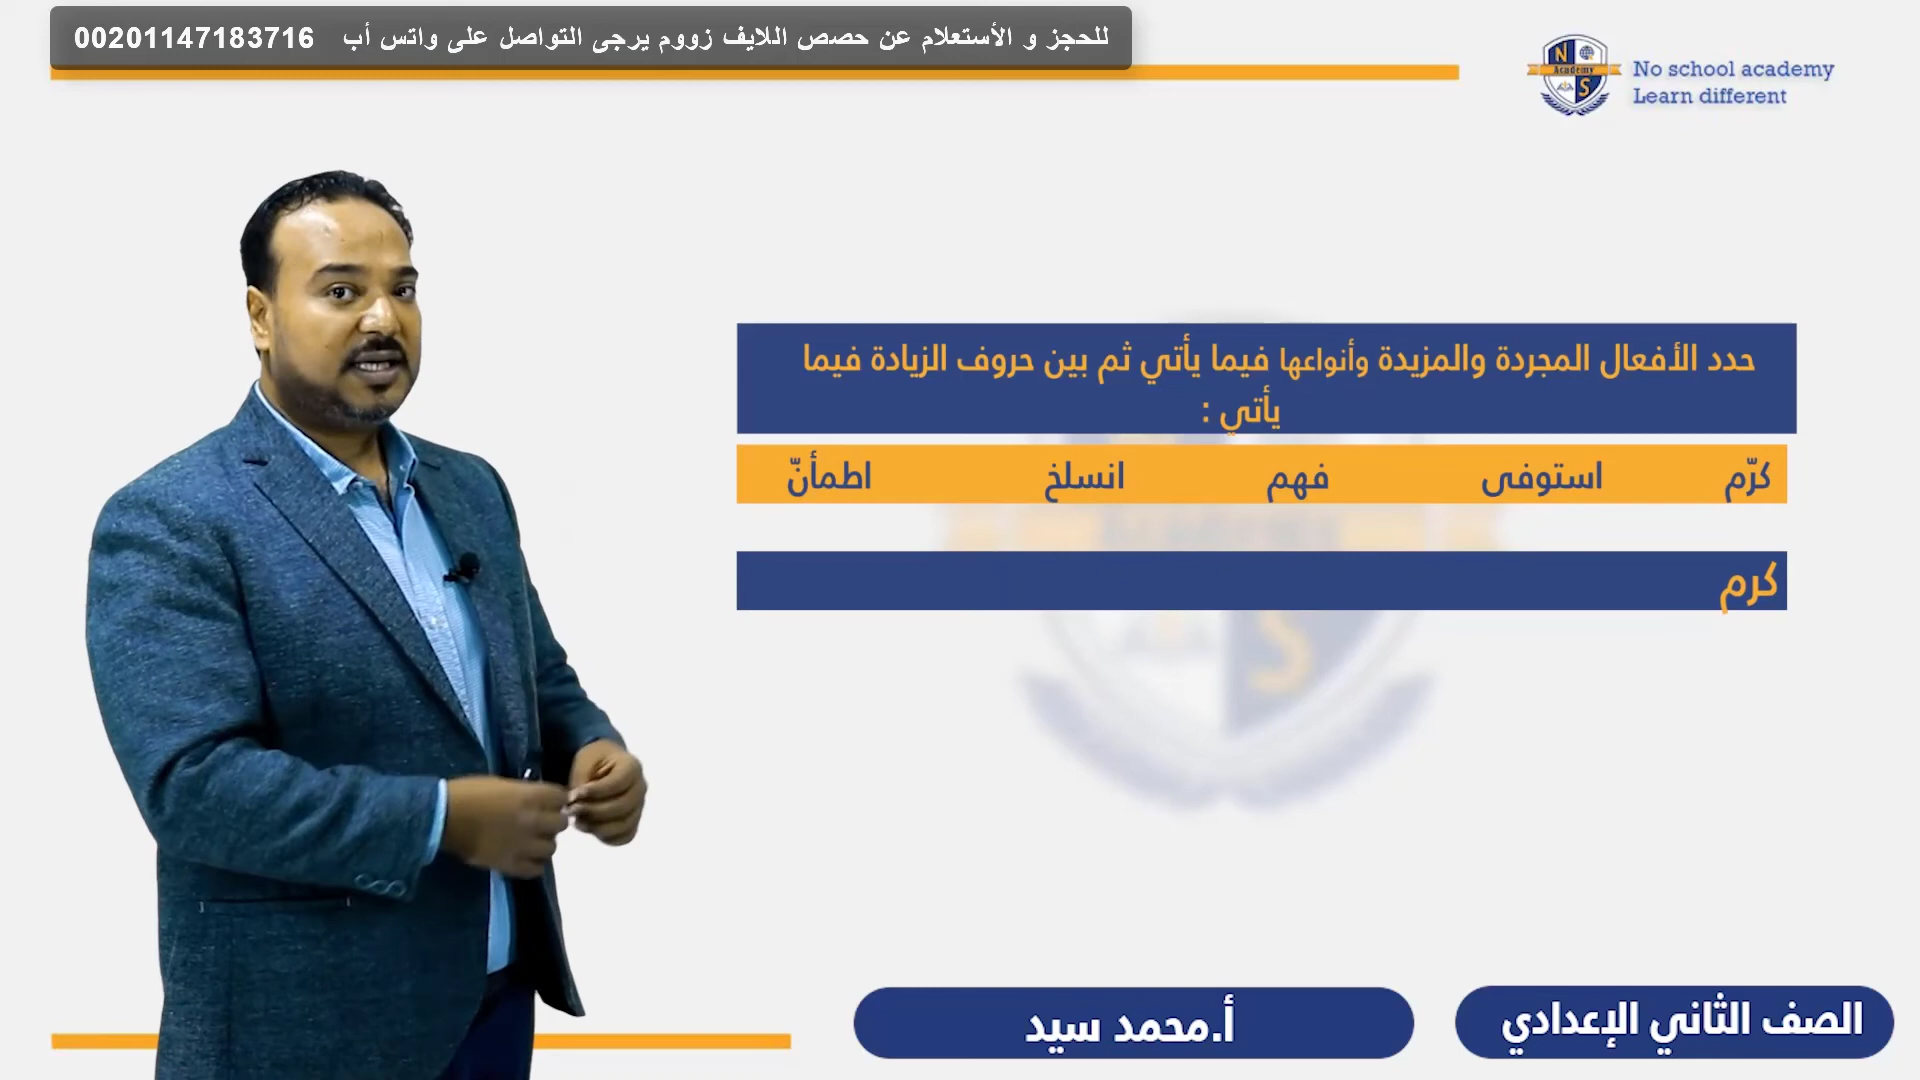 للحجز و الأستعلام عن حصص اللايف زووم يرجى التواصل على واتس أب 00201147183716
N
S
Academy
No school academy
Learn different
حدد الأفعال المجردة والمزيدة وأنواعها فيما يأتي ثم بين حروف الزيادة فيما
يأتي :
كرّم استوفى فهم انسلخ اطمأنّ
كرم
أ.محمد سيد
الصف الثاني الإعدادي